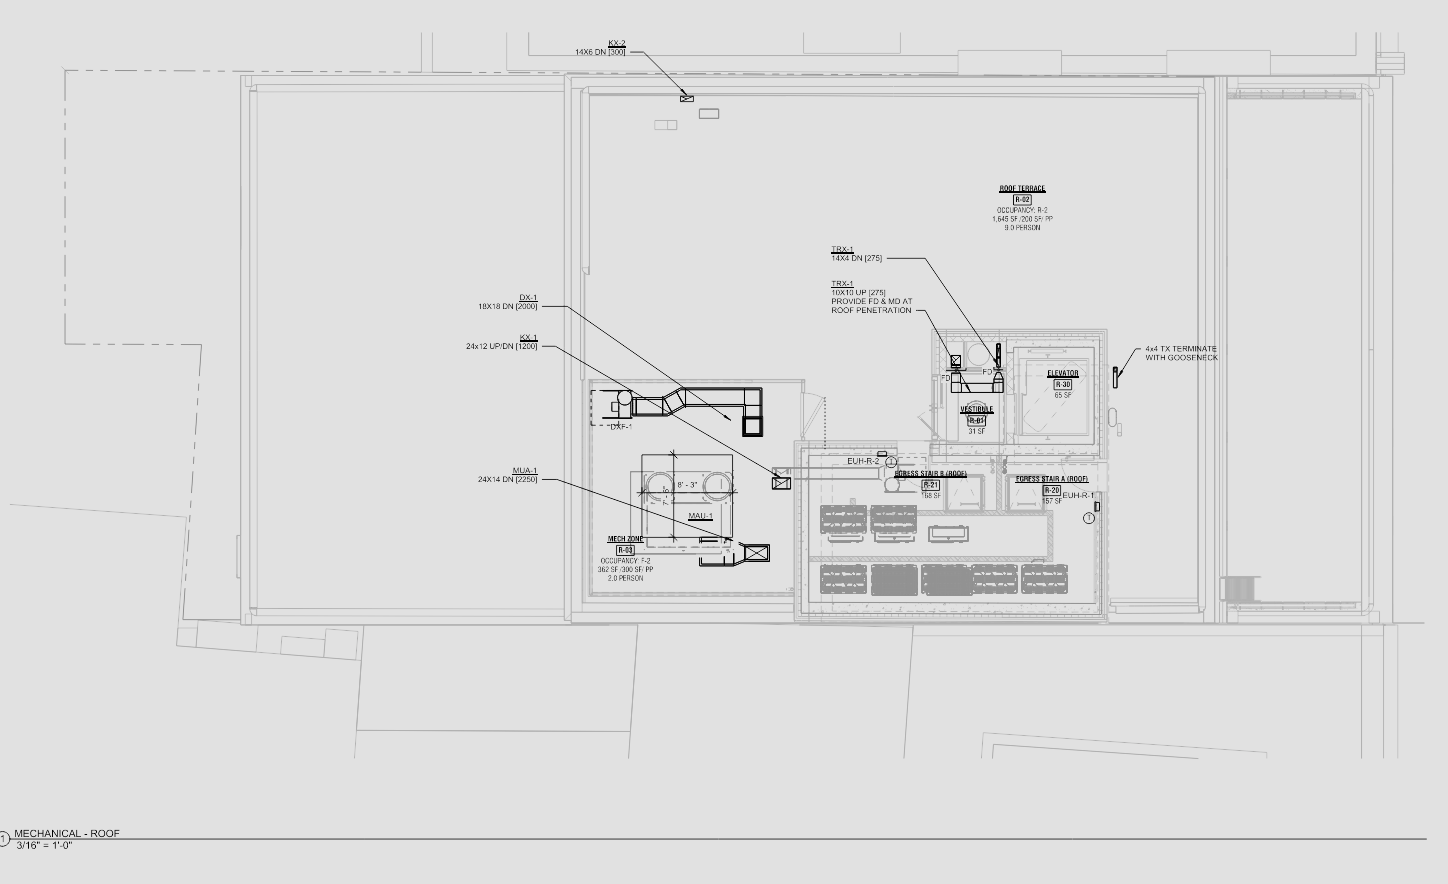 KX-2
14X6 DN [300]
ROOF TERRACE
R-02
OCCUPANCY: R-2
1,645 SF /200 SF/ PP
9.0 PERSON
TRX-1
14X4 DN [275]
TRX-1
10X10 UP [275]
PROVIDE FD & MD AT
ROOF PENETRATION
DX-1
18X18 DN [2000]
KX-1
24x12 UP/DN [1200]
4x4 TX TERMINATE
WITH GOOSENECK
FD
FD
ELEVATOR
R-30
65 SF
VESTIBULE
R-01
31 SF
DXF-1
MUA-1
24X14 DN [2250]
8' - 3"
7' - 6"
MAU-1
EUH-R-2
T
EGRESS STAIR B (ROOF)
R-21
168 SF
EGRESS STAIR A (ROOF)
R-20
157 SF
EUH-R-1
T
MECH ZONE
R-03
OCCUPANCY: F-2
362 SF /300 SF/ PP
2.0 PERSON
1
MECHANICAL - ROOF
3/16" = 1'-0"